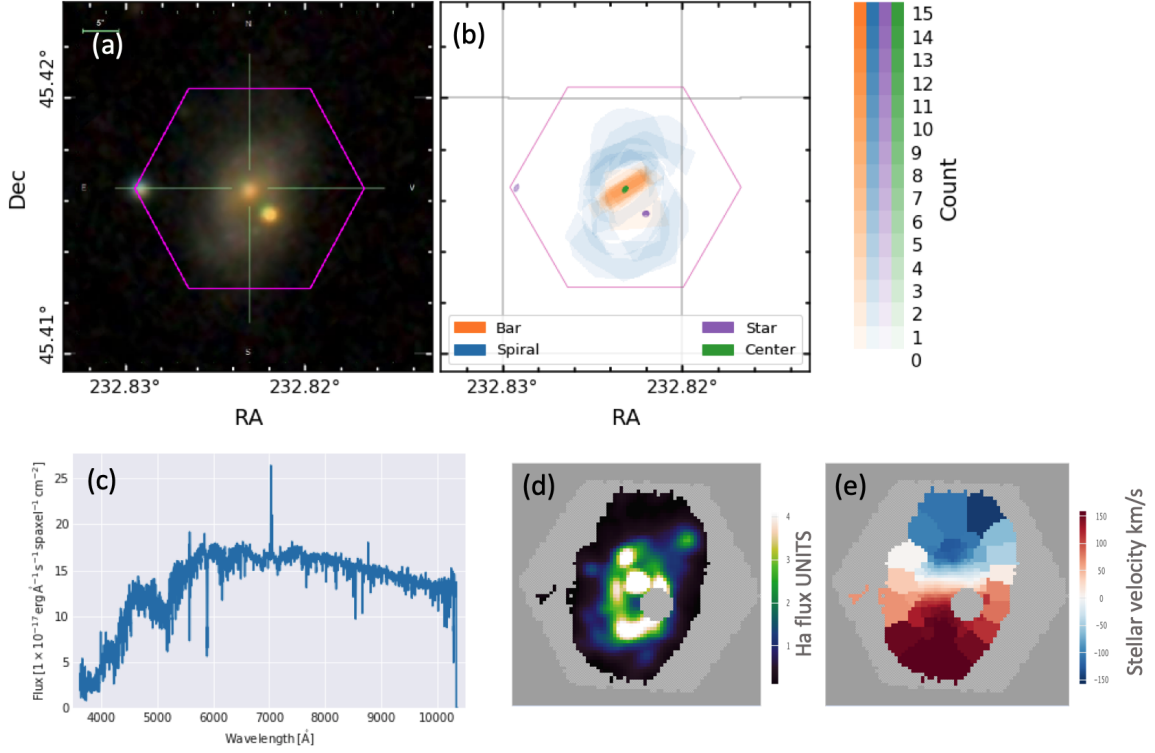 5"
(a)
N
E
V
S
45.42°
45.41°
Dec
232.83°
232.82°
RA
(b)
Bar
Spiral
Star
Center
232.83°
232.82°
RA
15
14
13
12
11
10
9
8
7
6
5
4
3
2
1
0
Count
(c)
25
20
15
10
5
0
Flux [1 × 10⁻¹⁷ erg Å⁻¹ s⁻¹ spaxel⁻¹ cm⁻²]
4000 5000 6000 7000 8000 9000 10000
Wavelength [Å]
(d)
4
3
2
1
Ha flux UNITS
(e)
150
100
50
0
−50
−100
−150
Stellar velocity km/s